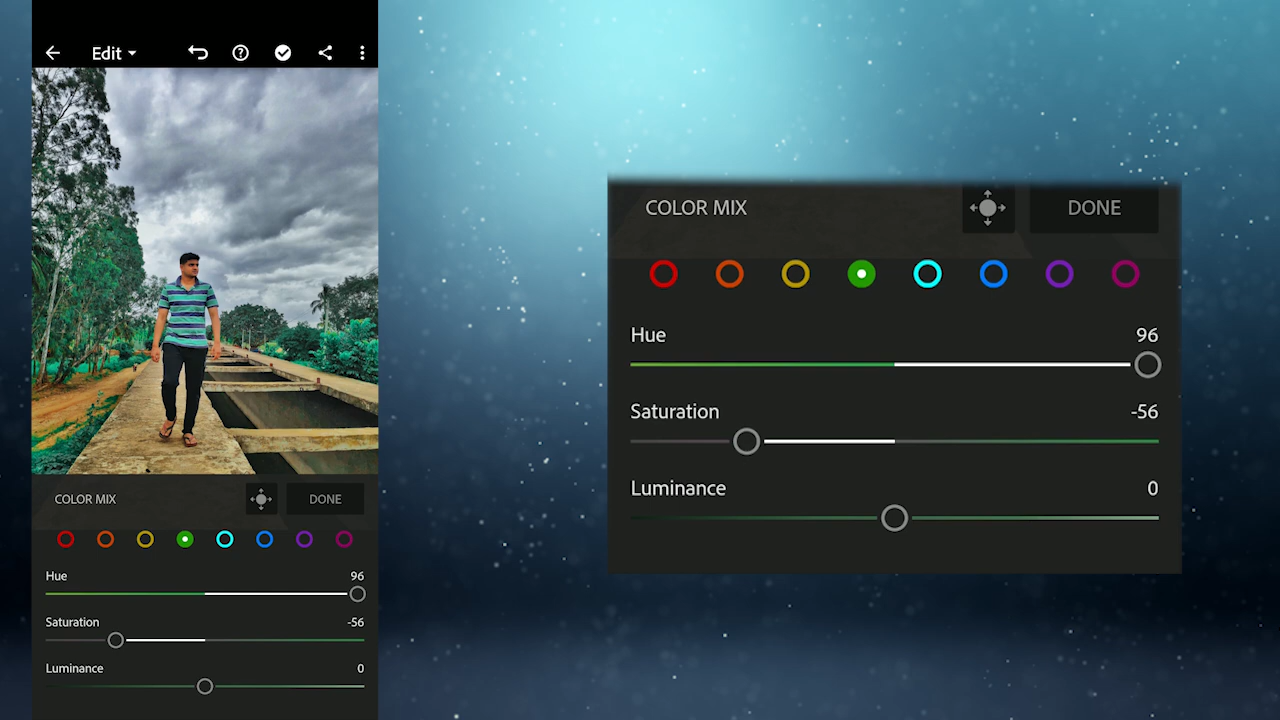 Edit
COLOR MIX
DONE
Hue
96
Saturation
-56
Luminance
0
COLOR MIX
DONE
Hue
96
Saturation
-56
Luminance
0